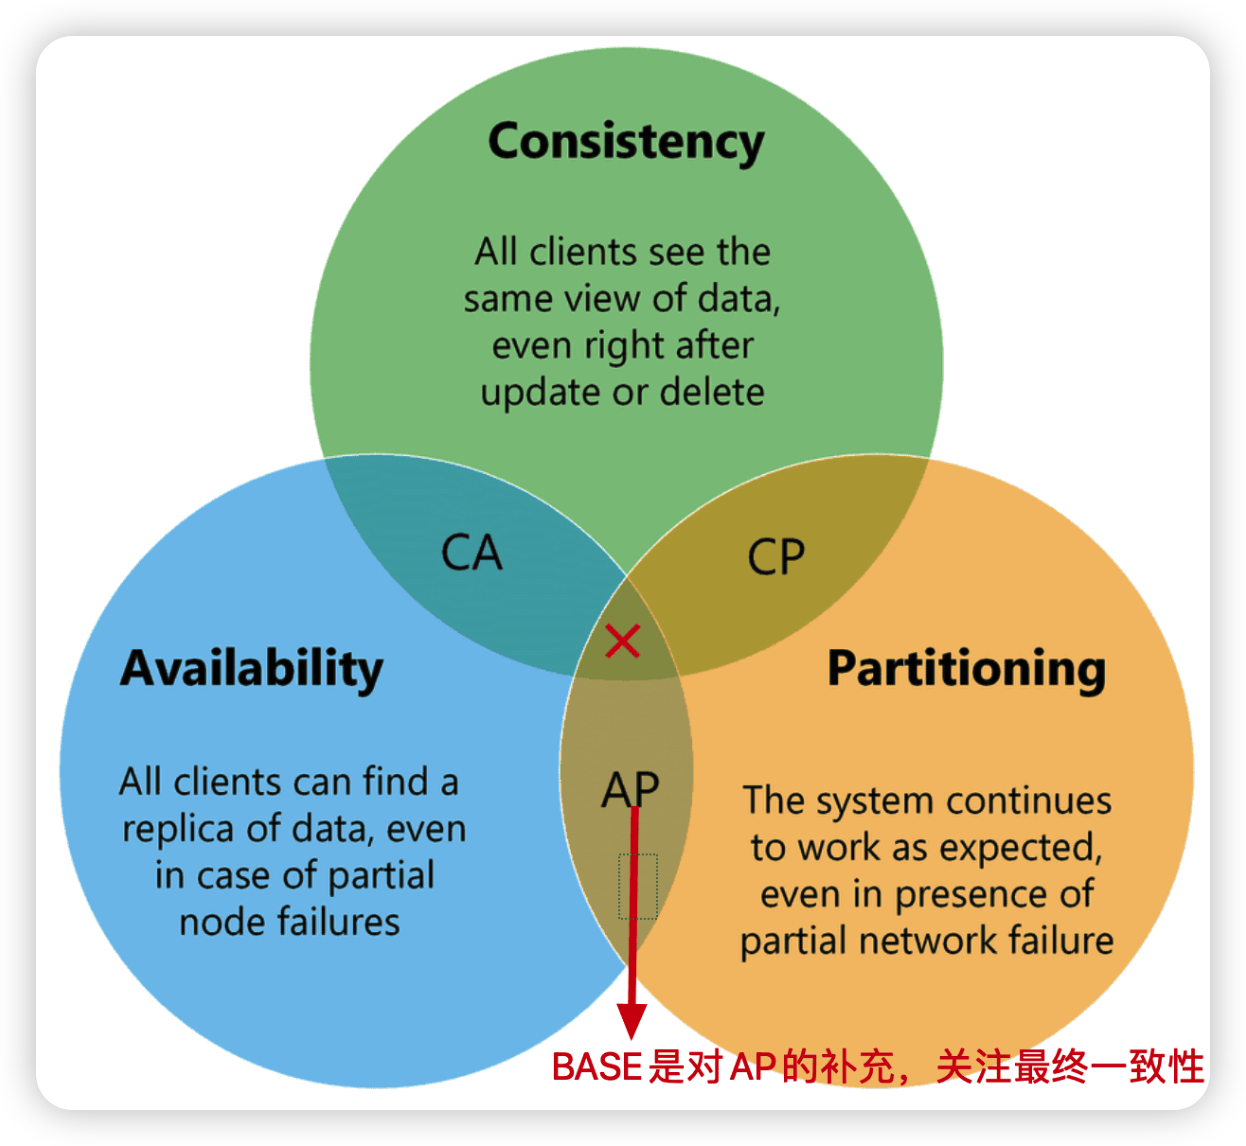 Consistency
All clients see the
same view of data,
even right after
update or delete
CA
CP
Availability
All clients can find a
replica of data, even
in case of partial
node failures
Partitioning
The system continues
to work as expected,
even in presence of
partial network failure
AP
BASE是对AP的补充，关注最终一致性